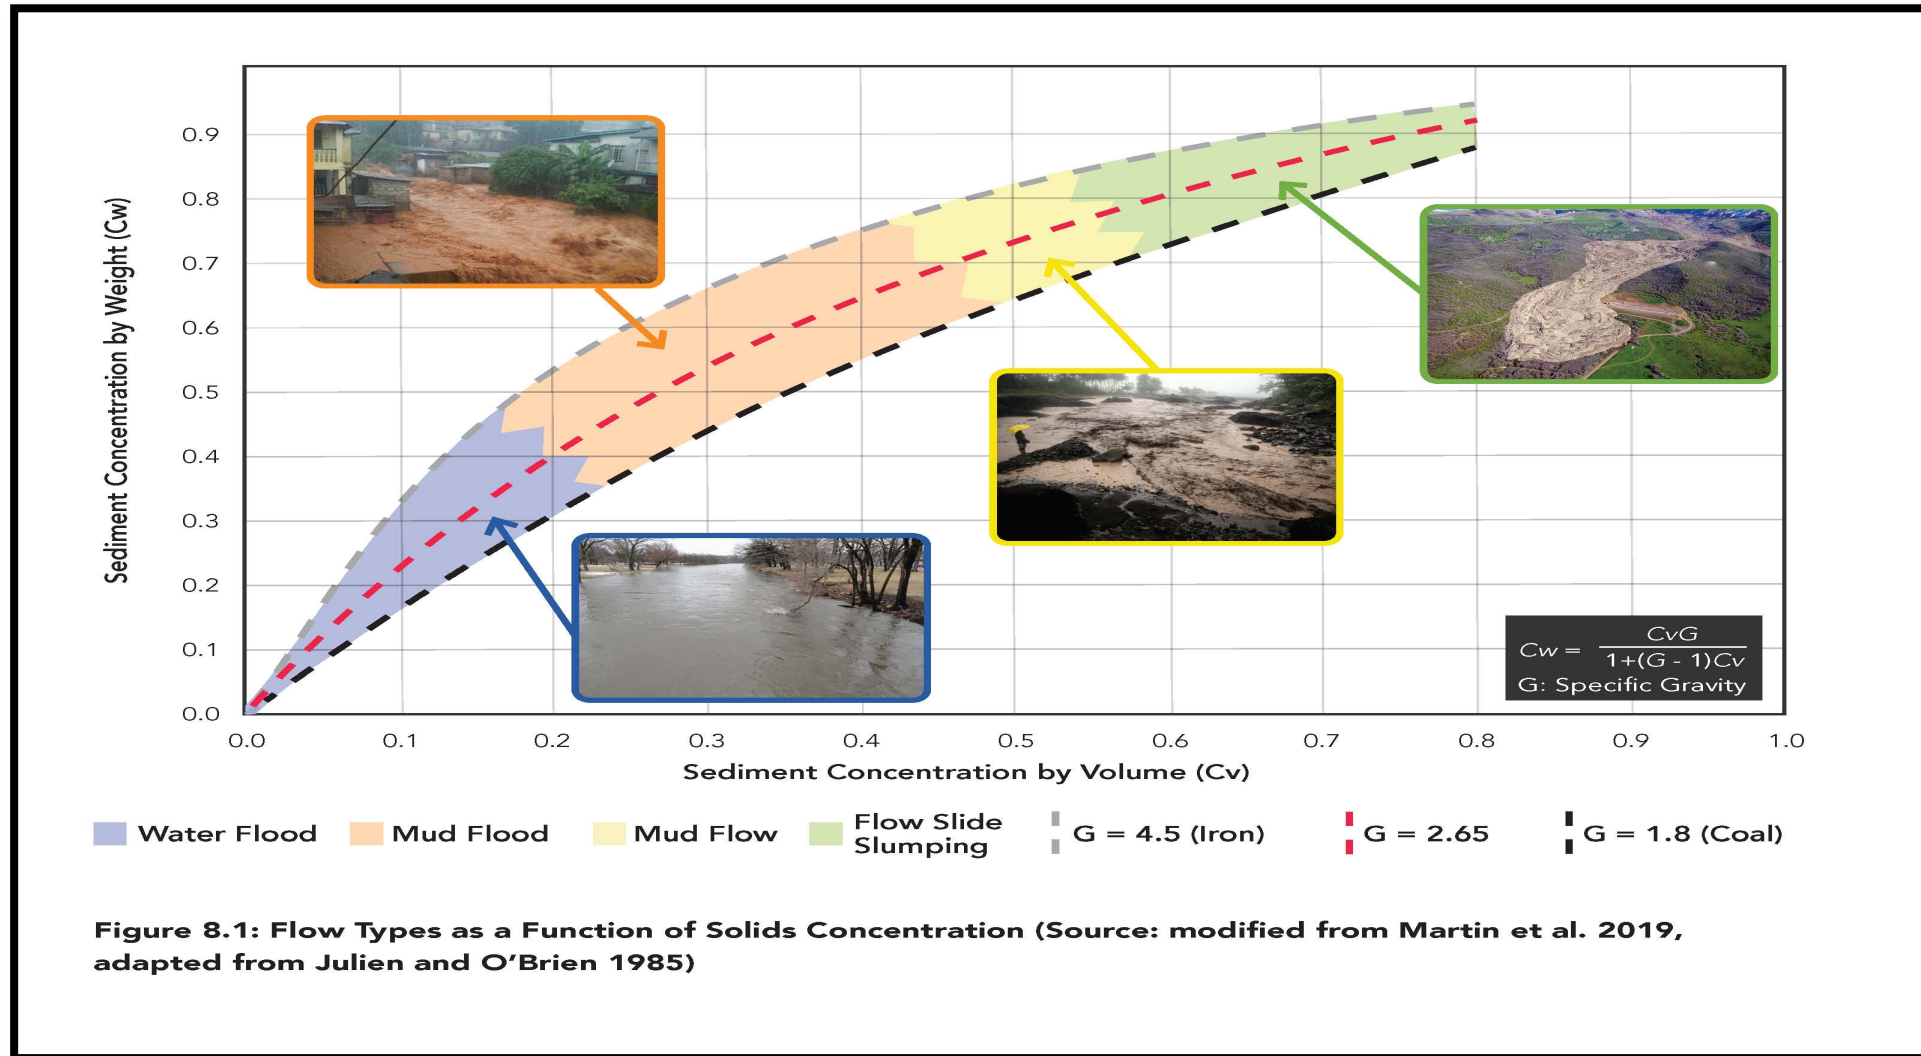 Sediment Concentration by Weight (Cw)
0.9
0.8
0.7
0.6
0.5
0.4
0.3
0.2
0.1
0.0
0.0 0.1 0.2 0.3 0.4 0.5 0.6 0.7 0.8 0.9 1.0
Sediment Concentration by Volume (Cv)
Cw = CvG / 1+(G - 1)Cv
G: Specific Gravity
Water Flood Mud Flood Mud Flow Flow Slide Slumping G = 4.5 (Iron) G = 2.65 G = 1.8 (Coal)
Figure 8.1: Flow Types as a Function of Solids Concentration (Source: modified from Martin et al. 2019,
adapted from Julien and O'Brien 1985)